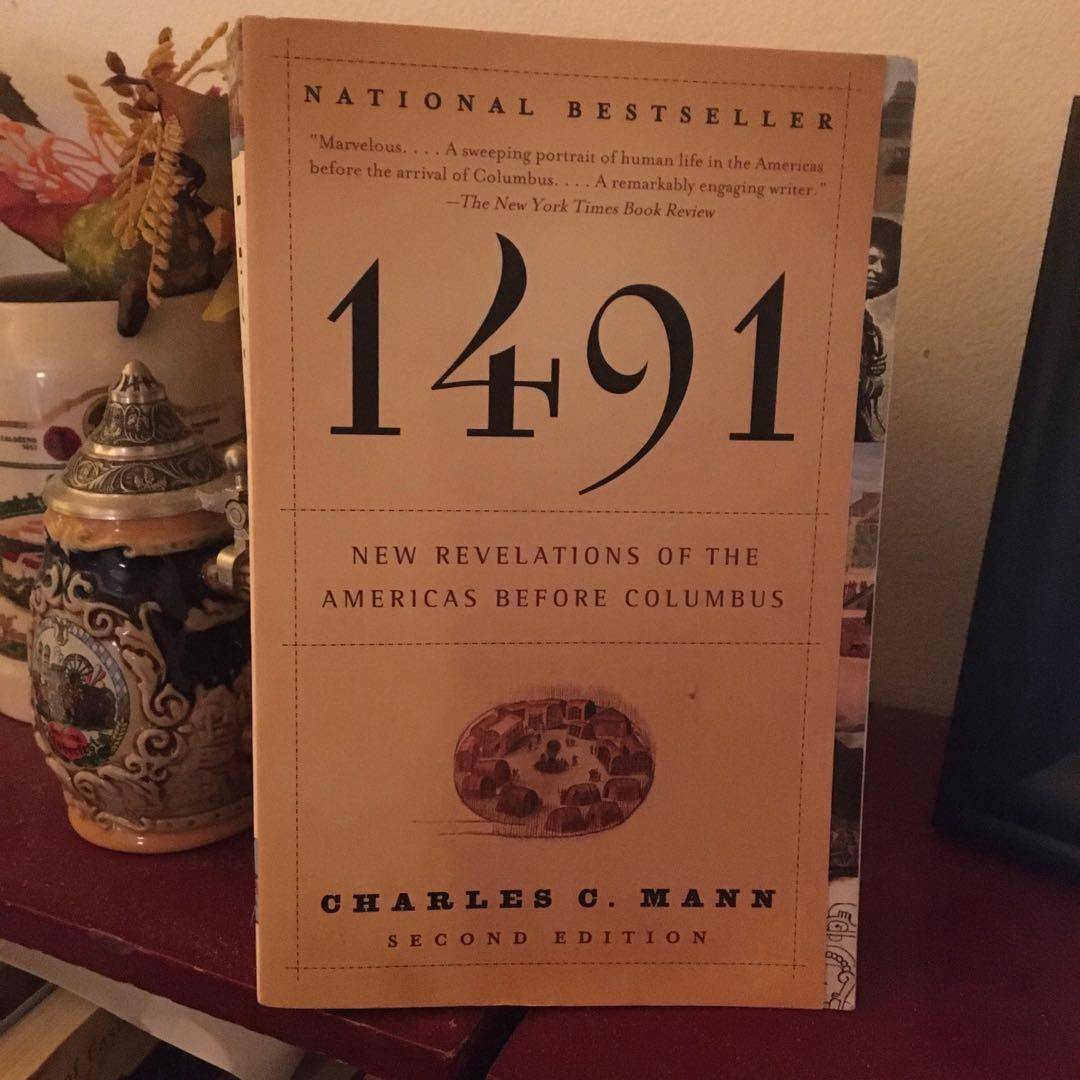 NATIONAL BESTSELLER
"Marvelous. . . . A sweeping portrait of human life in the Americas
before the arrival of Columbus. . . . A remarkably engaging writer."
—The New York Times Book Review
1491
NEW REVELATIONS OF THE
AMERICAS BEFORE COLUMBUS
CHARLES C. MANN
SECOND EDITION